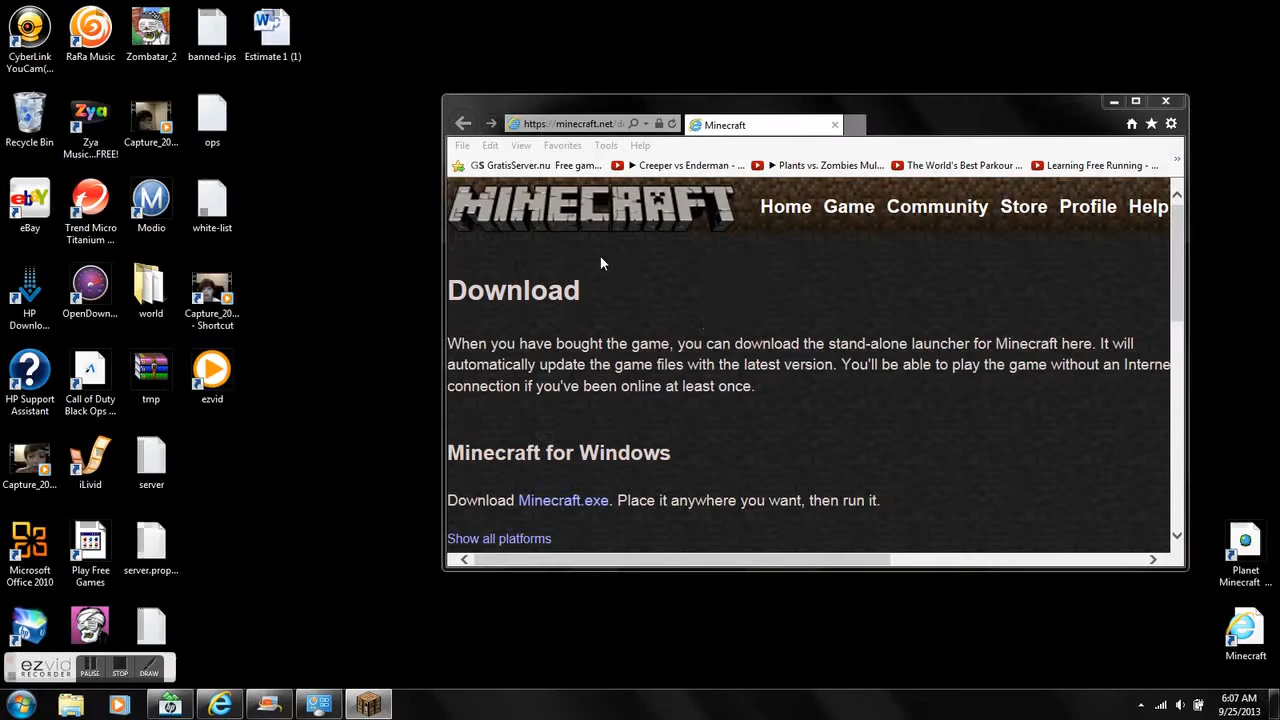 CyberLink
YouCam(...
RaRa Music
Zombatar_2
banned-ips
Estimate 1 (1)
Recycle Bin
Zya
Music...FREE!
Capture_20...
ops
eBay
Trend Micro
Titanium ...
Modio
white-list
HP
Downlo...
OpenDown...
world
Capture_20...
- Shortcut
HP Support
Assistant
Call of Duty
Black Ops ...
tmp
ezvid
Capture_20...
iLivid
server
Microsoft
Office 2010
Play Free
Games
server.prop...
ezvid
RECORDER
PAUSE
STOP
DRAW
https://minecraft.net/d
Minecraft
File Edit View Favorites Tools Help
GS GratisServer.nu Free gam...
Creeper vs Enderman - ...
Plants vs. Zombies Mul...
The World's Best Parkour ...
Learning Free Running - ...
MINECRAFT
Home Game Community Store Profile Help
Download
When you have bought the game, you can download the stand-alone launcher for Minecraft here. It will
automatically update the game files with the latest version. You'll be able to play the game without an Interne
connection if you've been online at least once.
Minecraft for Windows
Download Minecraft.exe. Place it anywhere you want, then run it.
Show all platforms
Planet
Minecraft ...
Minecraft
6:07 AM
9/25/2013